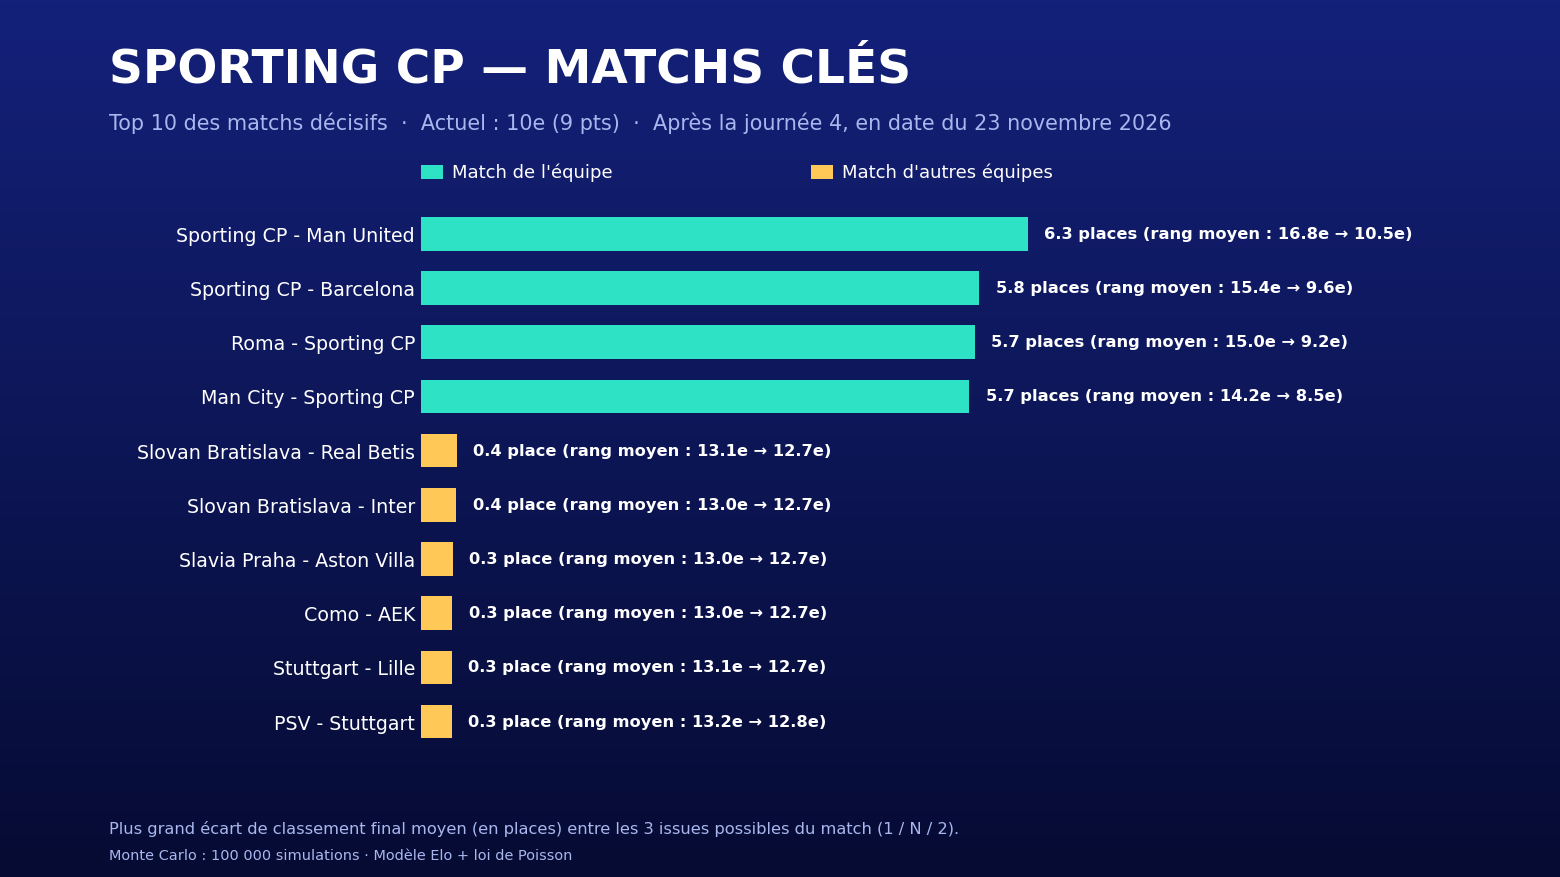 SPORTING CP — MATCHS CLÉS
Top 10 des matchs décisifs · Actuel : 10e (9 pts) · Après la journée 4, en date du 23 novembre 2026
Match de l'équipe
Match d'autres équipes
Sporting CP - Man United 6.3 places (rang moyen : 16.8e → 10.5e)
Sporting CP - Barcelona 5.8 places (rang moyen : 15.4e → 9.6e)
Roma - Sporting CP 5.7 places (rang moyen : 15.0e → 9.2e)
Man City - Sporting CP 5.7 places (rang moyen : 14.2e → 8.5e)
Slovan Bratislava - Real Betis 0.4 place (rang moyen : 13.1e → 12.7e)
Slovan Bratislava - Inter 0.4 place (rang moyen : 13.0e → 12.7e)
Slavia Praha - Aston Villa 0.3 place (rang moyen : 13.0e → 12.7e)
Como - AEK 0.3 place (rang moyen : 13.0e → 12.7e)
Stuttgart - Lille 0.3 place (rang moyen : 13.1e → 12.7e)
PSV - Stuttgart 0.3 place (rang moyen : 13.2e → 12.8e)
Plus grand écart de classement final moyen (en places) entre les 3 issues possibles du match (1 / N / 2).
Monte Carlo : 100 000 simulations · Modèle Elo + loi de Poisson